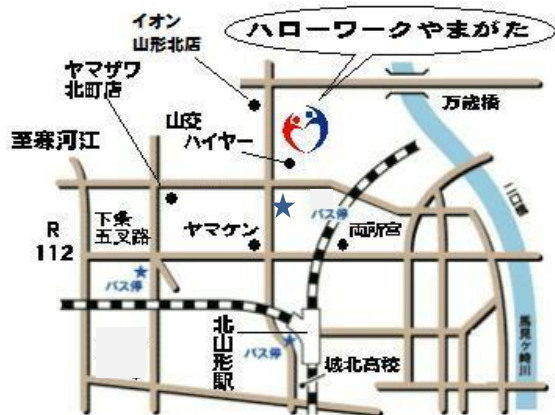 イオン
山形北店
ハローワークやまがた
ヤマザワ
北町店
万歳橋
山交
ハイヤー
至寒河江
二口橋
R
112
下条
五叉路
ヤマケン
バス停
両所宮
バス停
馬見ヶ崎川
北山形駅
バス停
城北高校